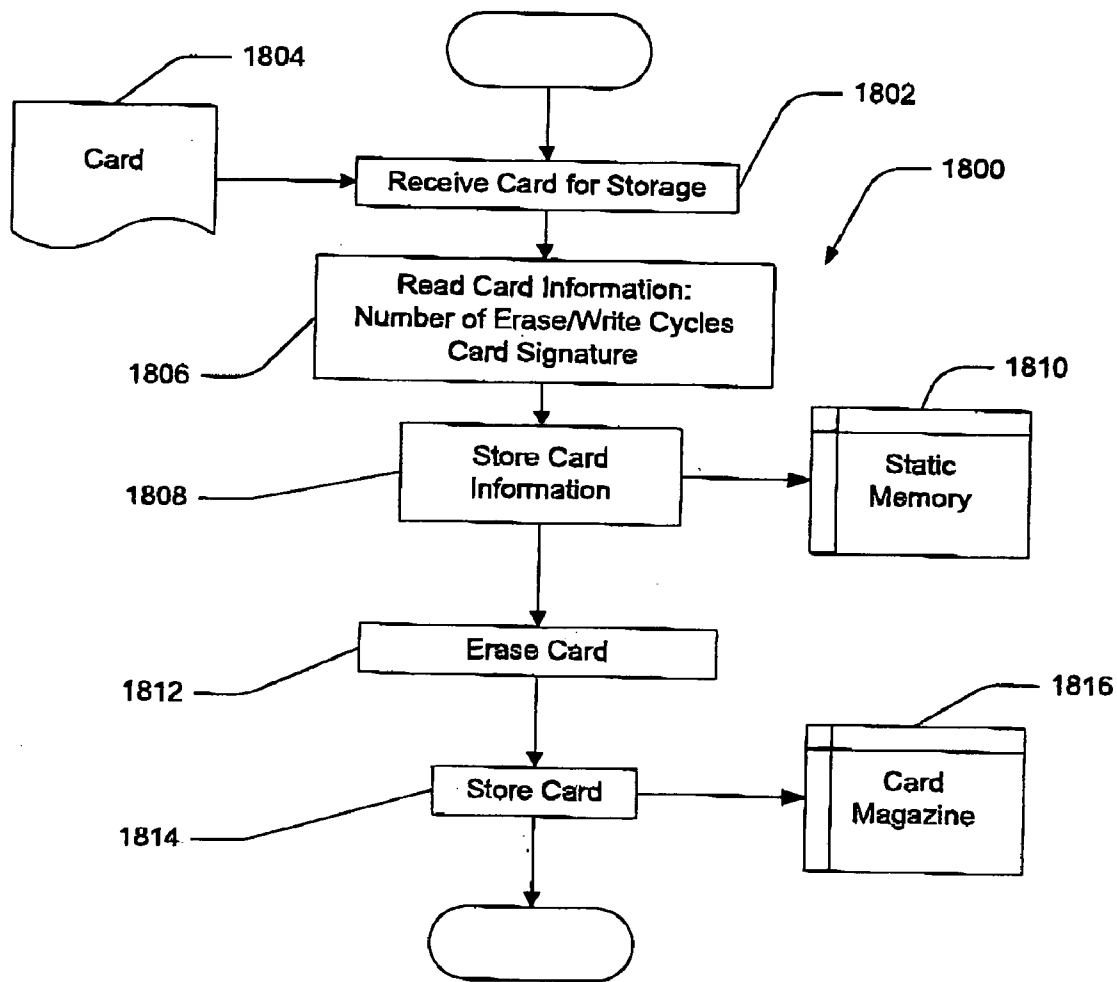 1804
1802
Card
Receive Card for Storage
1800
Read Card Information:
Number of Erase/Write Cycles
Card Signature
1806
1810
Store Card
Information
Static
Memory
1808
Erase Card
1812
1816
Store Card
Card
Magazine
1814